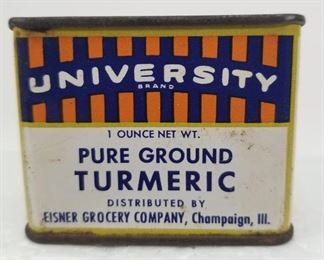 UNIVERSITY
BRAND
1 OUNCE NET WT.
PURE GROUND
TURMERIC
DISTRIBUTED BY
EISNER GROCERY COMPANY, Champaign, Ill.